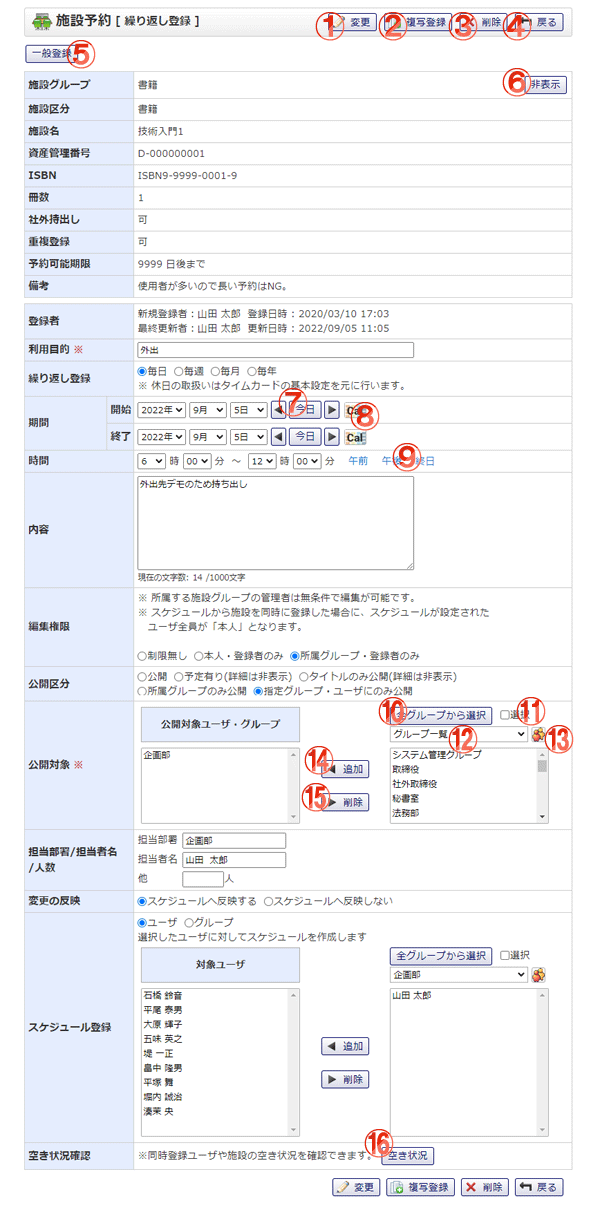 施設予約 [ 繰り返し登録 ]
① 変更 ② 複写登録 ③ 削除 ④ 戻る
一般登録 ⑤
施設グループ 書籍 ⑥ 非表示
施設区分 書籍
施設名 技術入門1
資産管理番号 D-000000001
ISBN ISBN9-9999-0001-9
冊数 1
社外持出し 可
重複登録 可
予約可能期限 9999 日後まで
備考 使用者が多いので長い予約はNG。
登録者 新規登録者：山田 太郎 登録日時：2020/03/10 17:03
最終更新者：山田 太郎 更新日時：2022/09/05 11:05
利用目的 ※ 外出
繰り返し登録 毎日 毎週 毎月 毎年
※ 休日の取扱いはタイムカードの基本設定を元に行います。
期間 開始 2022年 9月 5日 ◀ ⑦ 今日 ▶ Cal ⑧
終了 2022年 9月 5日 ◀ 今日 ▶ Cal
時間 6 時 00 分 ～ 12 時 00 分 午前 午後 ⑨ 終日
内容 外出先デモのため持ち出し
現在の文字数: 14 /1000文字
編集権限 ※ 所属する施設グループの管理者は無条件で編集が可能です。
※ スケジュールから施設を同時に登録した場合に、スケジュールが設定された
ユーザ全員が「本人」となります。
制限無し 本人・登録者のみ 所属グループ・登録者のみ
公開区分 公開 予定有り(詳細は非表示) タイトルのみ公開(詳細は非表示)
所属グループのみ公開 指定グループ・ユーザにのみ公開
公開対象 ※ 公開対象ユーザ・グループ ⑩ 全グループから選択 選択 ⑪
グループ一覧 ⑫ ⑬
企画部
⑭ ◀ 追加
⑮ ▶ 削除
システム管理グループ
取締役
社外取締役
秘書室
法務部
担当部署/担当者名
/人数
担当部署 企画部
担当者名 山田 太郎
他 人
変更の反映 スケジュールへ反映する スケジュールへ反映しない
スケジュール登録 ユーザ グループ
選択したユーザに対してスケジュールを作成します
対象ユーザ 全グループから選択 選択
企画部
石橋 鈴音
平尾 泰男
大原 輝子
五味 英之
堤 一正
畠中 隆男
平塚 舞
堀内 誠治
湊茉 央
◀ 追加
▶ 削除
山田 太郎
空き状況確認 ※同時登録ユーザや施設の空き状況を確認できます。 ⑯ 空き状況
変更 複写登録 削除 戻る